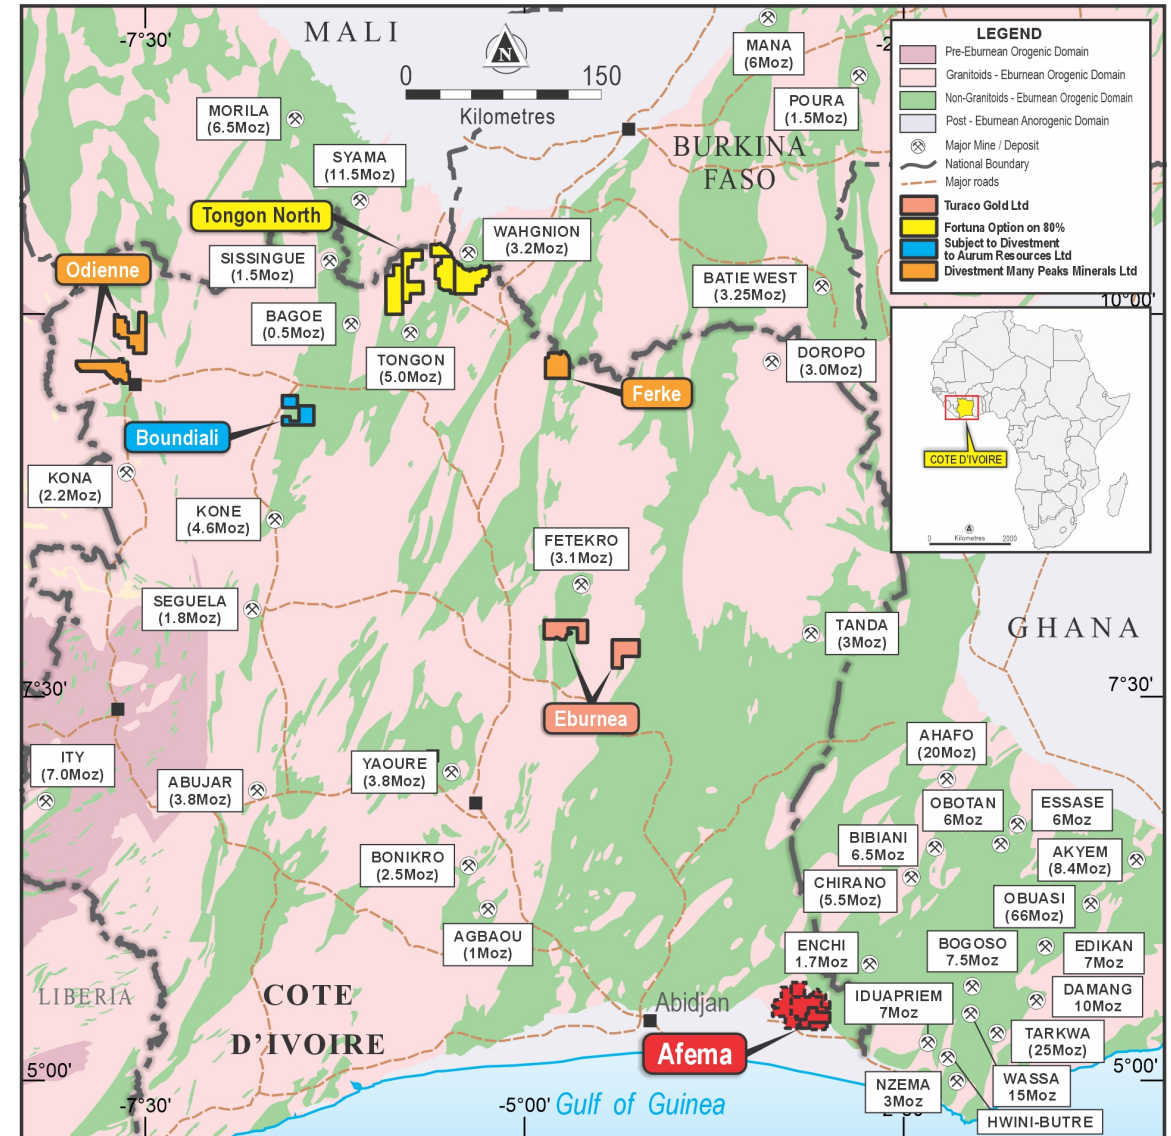 -7°30'
MALI
N
0
150
Kilometres
MANA
(6Moz)
-2
POURA
(1.5Moz)
LEGEND
Pre-Eburnean Orogenic Domain
Granitoids - Eburnean Orogenic Domain
Non-Granitoids - Eburnean Orogenic Domain
Post - Eburnean Anorogenic Domain
Major Mine / Deposit
National Boundary
Major roads
Turaco Gold Ltd
Fortuna Option on 80%
Subject to Divestment
to Aurum Resources Ltd
Divestment Many Peaks Minerals Ltd
MORILA
(6.5Moz)
SYAMA
(11.5Moz)
BURKINA
FASO
Tongon North
WAHGNION
(3.2Moz)
SISSINGUE
(1.5Moz)
Odienne
BATIE WEST
(3.25Moz)
10°00'
BAGOE
(0.5Moz)
TONGON
(5.0Moz)
DOROPO
(3.0Moz)
Ferke
Boundiali
COTE D'IVOIRE
0
Kilometres
2000
KONA
(2.2Moz)
KONE
(4.6Moz)
FETEKRO
(3.1Moz)
SEGUELA
(1.8Moz)
TANDA
(3Moz)
GHANA
7°30'
7°30'
Eburnea
ITY
(7.0Moz)
ABUJAR
(3.8Moz)
YAOURE
(3.8Moz)
AHAFO
(20Moz)
OBOTAN
6Moz
ESSASE
6Moz
BIBIANI
6.5Moz
AKYEM
(8.4Moz)
BONIKRO
(2.5Moz)
CHIRANO
(5.5Moz)
OBUASI
(66Moz)
AGBAOU
(1Moz)
ENCHI
1.7Moz
BOGOSO
7.5Moz
EDIKAN
7Moz
LIBERIA
COTE
D'IVOIRE
Abidjan
IDUAPRIEM
7Moz
DAMANG
10Moz
TARKWA
(25Moz)
Afema
5°00'
5°00'
NZEMA
3Moz
WASSA
15Moz
HWINI-BUTRE
-7°30'
-5°00'
Gulf of Guinea